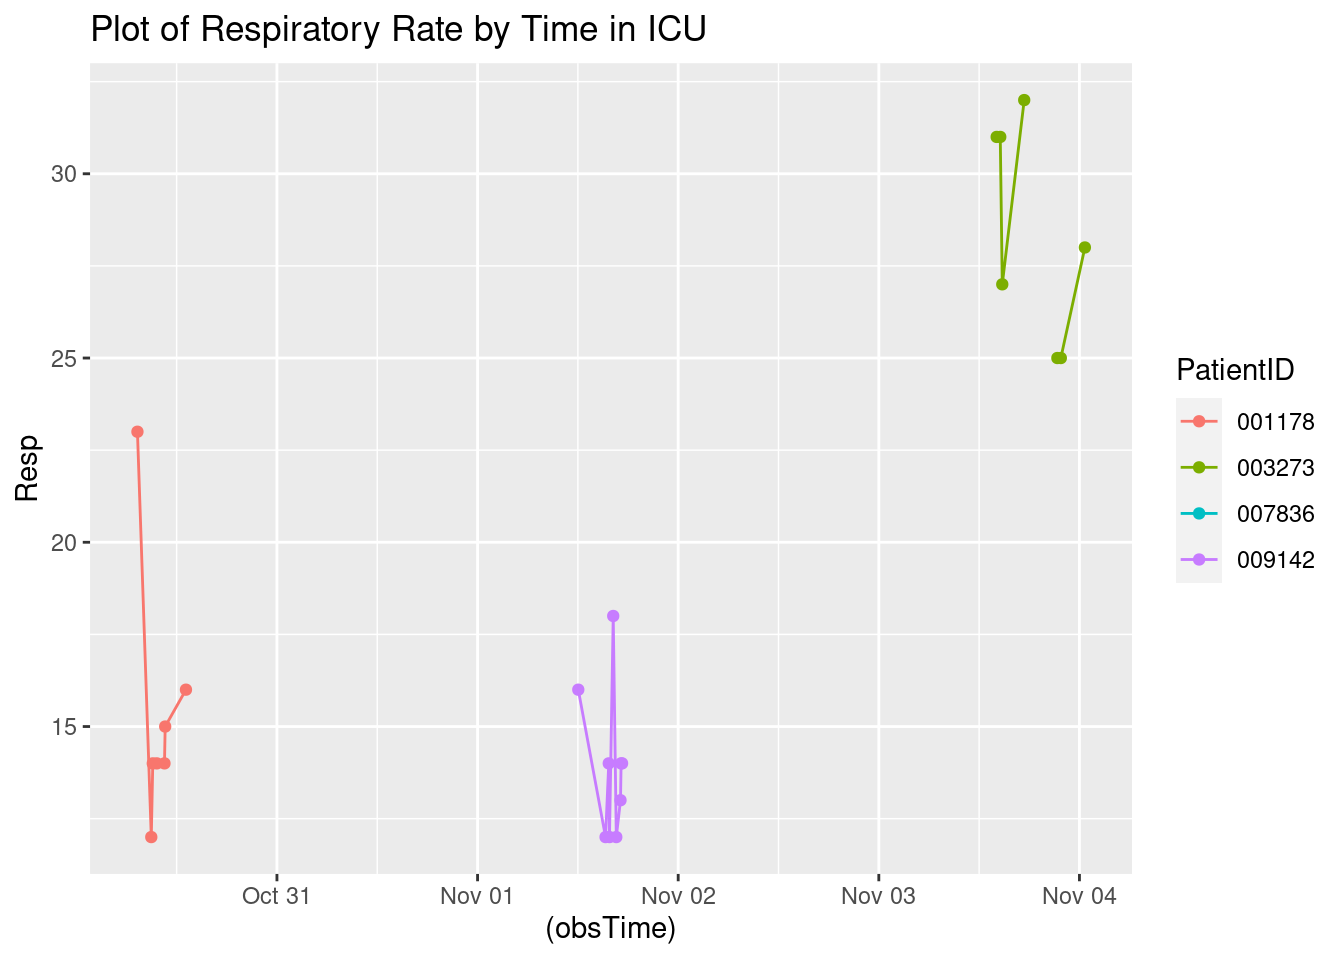 Plot of Respiratory Rate by Time in ICU
30
25
20
15
Resp
Oct 31
Nov 01
Nov 02
Nov 03
Nov 04
(obsTime)
PatientID
001178
003273
007836
009142